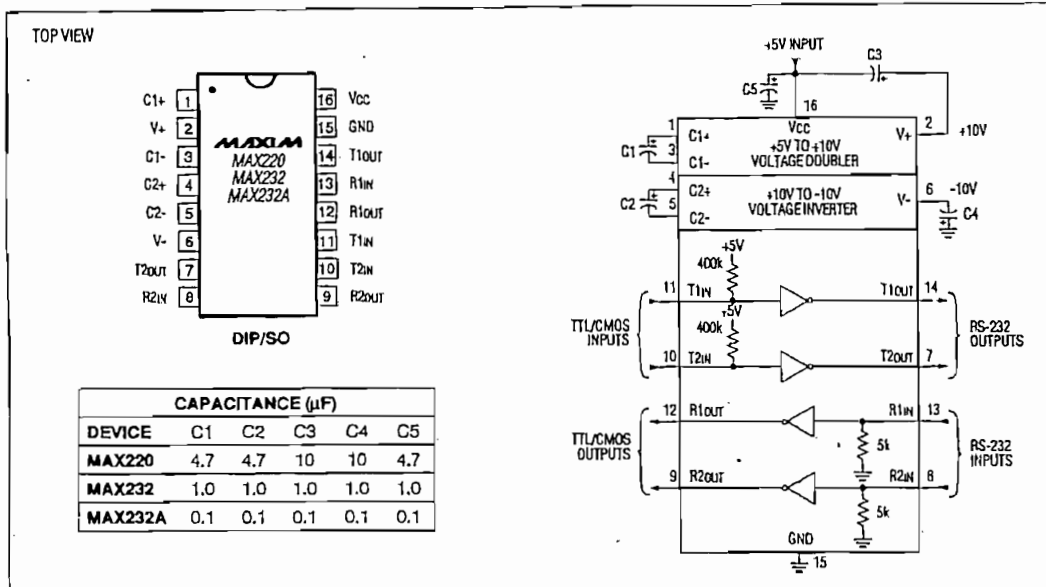 TOP VIEW
C1+ 1
V+ 2
C1- 3
C2+ 4
C2- 5
V- 6
T2OUT 7
R2IN 8
MAXIM
MAX220
MAX232
MAX232A
16 VCC
15 GND
14 T1OUT
13 R1IN
12 R1OUT
11 T1IN
10 T2IN
9 R2OUT
DIP/SO
CAPACITANCE (µF)
DEVICE C1 C2 C3 C4 C5
MAX220 4.7 4.7 10 10 4.7
MAX232 1.0 1.0 1.0 1.0 1.0
MAX232A 0.1 0.1 0.1 0.1 0.1
+5V INPUT
C3
C5
16
1 C1+ VCC V+ 2 +10V
C1 3 C1-
+5V TO +10V
VOLTAGE DOUBLER
4 C2+ V- 6 -10V
C2 5 C2-
+10V TO -10V
VOLTAGE INVERTER
C4
+5V
400k
11 T1IN T1OUT 14
+5V
400k
TTL/CMOS
INPUTS
RS-232
OUTPUTS
10 T2IN T2OUT 7
12 R1OUT R1IN 13
5k
TTL/CMOS
OUTPUTS
RS-232
INPUTS
9 R2OUT R2IN 8
5k
GND
15